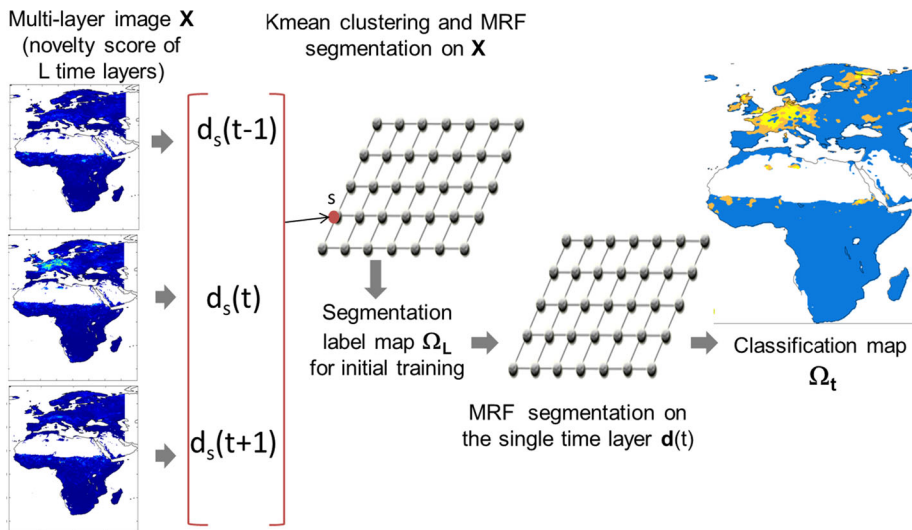 Multi-layer image X
(novelty score of
L time layers)
Kmean clustering and MRF
segmentation on X
dₛ(t-1)
dₛ(t)
dₛ(t+1)
s
Segmentation
label map Ω_L
for initial training
MRF segmentation on
the single time layer d(t)
Classification map
Ωₜ